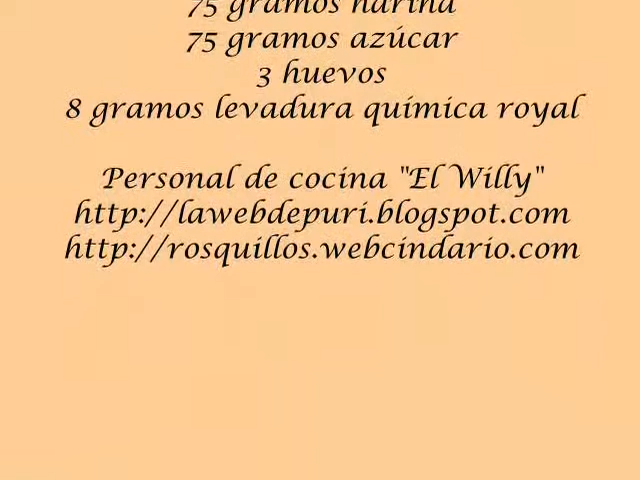 75 gramos harina
75 gramos azúcar
3 huevos
8 gramos levadura química royal
Personal de cocina "El Willy"
http://lawebdepuri.blogspot.com
http://rosquillos.webcindario.com